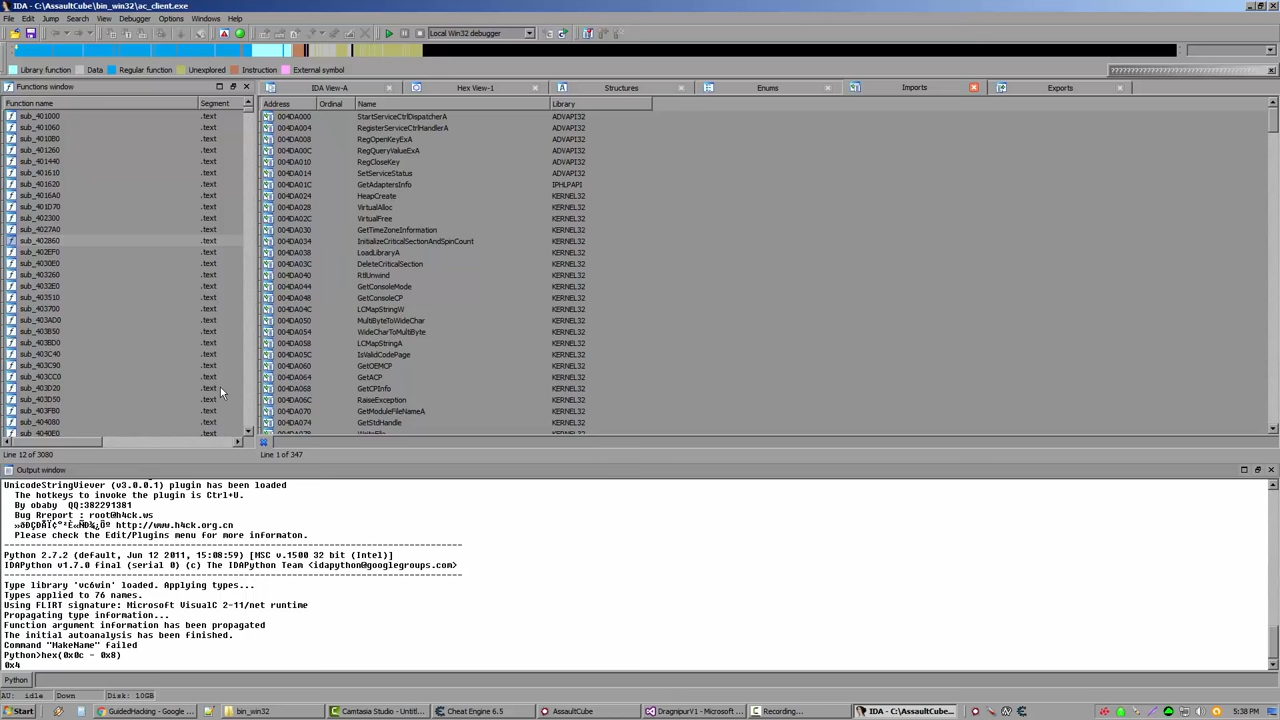 IDA - C:\AssaultCube\bin_win32\ac_client.exe
File Edit Jump Search View Debugger Options Windows Help
Local Win32 debugger
Library function Data Regular function Unexplored Instruction External symbol
Functions window
IDA View-A Hex View-1 Structures Enums Imports Exports
Function name Segment
Address Ordinal Name Library
sub_401000 .text 004DA000 StartServiceCtrlDispatcherA ADVAPI32
sub_401060 .text 004DA004 RegisterServiceCtrlHandlerA ADVAPI32
sub_4010B0 .text 004DA008 RegOpenKeyExA ADVAPI32
sub_401260 .text 004DA00C RegQueryValueExA ADVAPI32
sub_401440 .text 004DA010 RegCloseKey ADVAPI32
sub_401610 .text 004DA014 SetServiceStatus ADVAPI32
sub_401620 .text 004DA01C GetAdaptersInfo IPHLPAPI
sub_4016A0 .text 004DA024 HeapCreate KERNEL32
sub_401D70 .text 004DA028 VirtualAlloc KERNEL32
sub_402300 .text 004DA02C VirtualFree KERNEL32
sub_4027A0 .text 004DA030 GetTimeZoneInformation KERNEL32
sub_402860 .text 004DA034 InitializeCriticalSectionAndSpinCount KERNEL32
sub_402EF0 .text 004DA038 LoadLibraryA KERNEL32
sub_4030E0 .text 004DA03C DeleteCriticalSection KERNEL32
sub_403260 .text 004DA040 RtlUnwind KERNEL32
sub_4032E0 .text 004DA044 GetConsoleMode KERNEL32
sub_403510 .text 004DA048 GetConsoleCP KERNEL32
sub_403700 .text 004DA04C LCMapStringW KERNEL32
sub_403AD0 .text 004DA050 MultiByteToWideChar KERNEL32
sub_403B50 .text 004DA054 WideCharToMultiByte KERNEL32
sub_403BD0 .text 004DA058 LCMapStringA KERNEL32
sub_403C40 .text 004DA05C IsValidCodePage KERNEL32
sub_403C90 .text 004DA060 GetOEMCP KERNEL32
sub_403CC0 .text 004DA064 GetACP KERNEL32
sub_403D20 .text 004DA068 GetCPInfo KERNEL32
sub_403D50 .text 004DA06C RaiseException KERNEL32
sub_403FB0 .text 004DA070 GetModuleFileNameA KERNEL32
sub_404080 .text 004DA074 GetStdHandle KERNEL32
sub_4040E0 .text 004DA078 WriteFile KERNEL32
Line 12 of 3080 Line 1 of 347
Output window
UnicodeStringViever (v3.0.0.1) plugin has been loaded
The hotkeys to invoke the plugin is Ctrl+U.
By obaby QQ:382291381
Bug Rreport : root@h4ck.ws
http://www.h4ck.org.cn
Please check the Edit/Plugins menu for more informaton.
Python 2.7.2 (default, Jun 12 2011, 15:08:59) [MSC v.1500 32 bit (Intel)]
IDAPython v1.7.0 final (serial 0) (c) The IDAPython Team <idapython@googlegroups.com>
Type library 'vc6win' loaded. Applying types...
Types applied to 76 names.
Using FLIRT signature: Microsoft VisualC 2-11/net runtime
Propagating type information...
Function argument information has been propagated
The initial autoanalysis has been finished.
Command "MakeName" failed
Python>hex(0x0c - 0x8)
0x4
Python
AU: idle Down Disk: 10GB
Start GuidedHacking - Google ... bin_win32 Camtasia Studio - Untitl... Cheat Engine 6.5 AssaultCube DragnipurV1 - Microsoft ... Recording... IDA - C:\AssaultCube... 5:38 PM